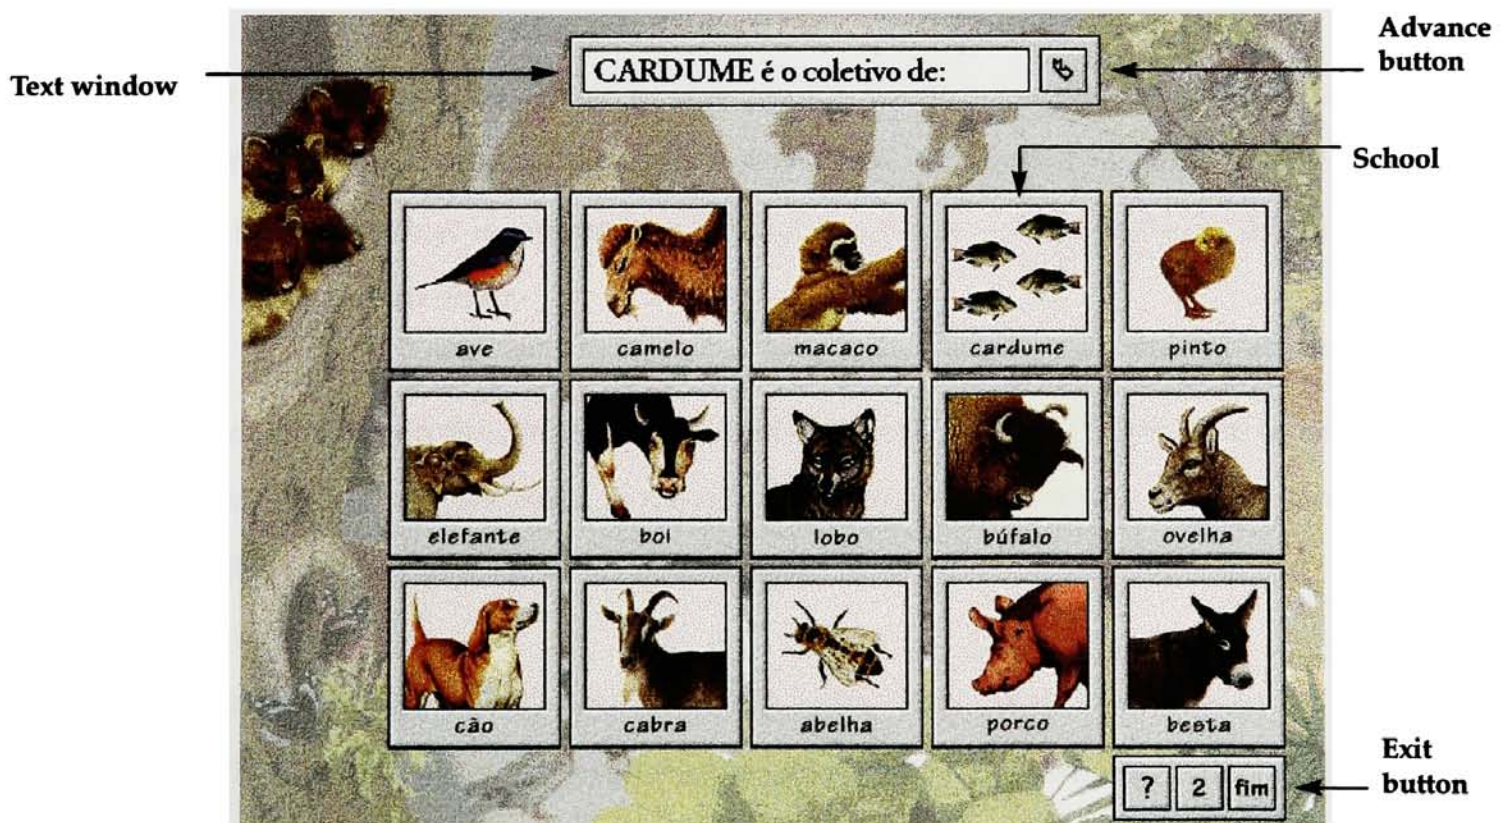 Advance
button
Text window
CARDUME é o coletivo de:
School
ave
camelo
macaco
cardume
pinto
elefante
boi
lobo
búfalo
ovelha
cão
cabra
abelha
porco
besta
Exit
button
? 2 fim